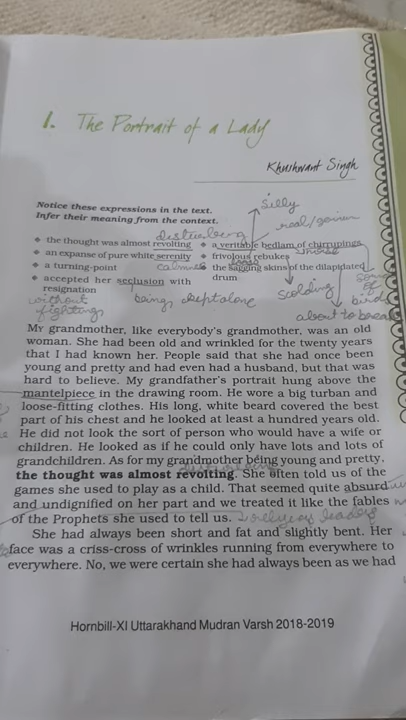 1. The Portrait of a Lady
Khushwant Singh
Notice these expressions in the text.
Infer their meaning from the context.
silly
disturbing
real/genuine
❖ the thought was almost revolting ❖ a veritable bedlam of chirrupings
❖ an expanse of pure white serenity ❖ frivolous rebukes
noise
❖ a turning-point calmness ❖ the sagging skins of the dilapidated
loose
❖ accepted her seclusion with drum
resignation
without fighting
being kept alone
scolding
birds
about to break
My grandmother, like everybody's grandmother, was an old
woman. She had been old and wrinkled for the twenty years
that I had known her. People said that she had once been
young and pretty and had even had a husband, but that was
hard to believe. My grandfather's portrait hung above the
mantelpiece in the drawing room. He wore a big turban and
loose-fitting clothes. His long, white beard covered the best
part of his chest and he looked at least a hundred years old.
He did not look the sort of person who would have a wife or
children. He looked as if he could only have lots and lots of
grandchildren. As for my grandmother being young and pretty,
the thought was almost revolting. She often told us of the
games she used to play as a child. That seemed quite absurd
and undignified on her part and we treated it like the fables
of the Prophets she used to tell us. religious leaders
She had always been short and fat and slightly bent. Her
face was a criss-cross of wrinkles running from everywhere to
everywhere. No, we were certain she had always been as we had
Hornbill-XI Uttarakhand Mudran Varsh 2018-2019